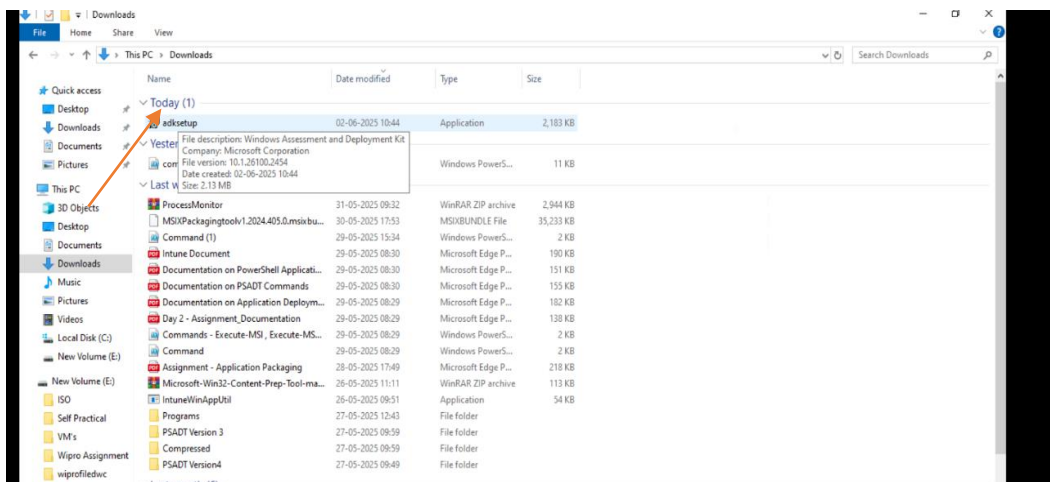 Downloads
File Home Share View
This PC > Downloads Search Downloads
Name Date modified Type Size
Quick access
Desktop
Downloads
Documents
Pictures
This PC
3D Objects
Desktop
Documents
Downloads
Music
Pictures
Videos
Local Disk (C:)
New Volume (E:)
New Volume (E:)
ISO
Self Practical
VM's
Wipro Assignment
wiprofiledwc
Today (1)
adksetup 02-06-2025 10:44 Application 2,183 KB
File description: Windows Assessment and Deployment Kit
Company: Microsoft Corporation
File version: 10.1.26100.2454
Date created: 02-06-2025 10:44
Size: 2.13 MB
Yester
com Windows PowerS... 11 KB
Last w
ProcessMonitor 31-05-2025 09:32 WinRAR ZIP archive 2,944 KB
MSIXPackagingtoolv1.2024.405.0.msixbu... 30-05-2025 17:53 MSIXBUNDLE File 35,233 KB
Command (1) 29-05-2025 15:34 Windows PowerS... 2 KB
Intune Document 29-05-2025 08:30 Microsoft Edge P... 190 KB
Documentation on PowerShell Applicati... 29-05-2025 08:30 Microsoft Edge P... 151 KB
Documentation on PSADT Commands 29-05-2025 08:30 Microsoft Edge P... 155 KB
Documentation on Application Deploym... 29-05-2025 08:29 Microsoft Edge P... 182 KB
Day 2 - Assignment_Documentation 29-05-2025 08:29 Microsoft Edge P... 138 KB
Commands - Execute-MSI , Execute-MS... 29-05-2025 08:29 Windows PowerS... 2 KB
Command 29-05-2025 08:29 Windows PowerS... 2 KB
Assignment - Application Packaging 28-05-2025 17:49 Microsoft Edge P... 218 KB
Microsoft-Win32-Content-Prep-Tool-ma... 26-05-2025 11:11 WinRAR ZIP archive 113 KB
IntuneWinAppUtil 26-05-2025 09:51 Application 54 KB
Programs 27-05-2025 12:43 File folder
PSADT Version 3 27-05-2025 09:59 File folder
Compressed 27-05-2025 09:59 File folder
PSADT Version4 27-05-2025 09:49 File folder